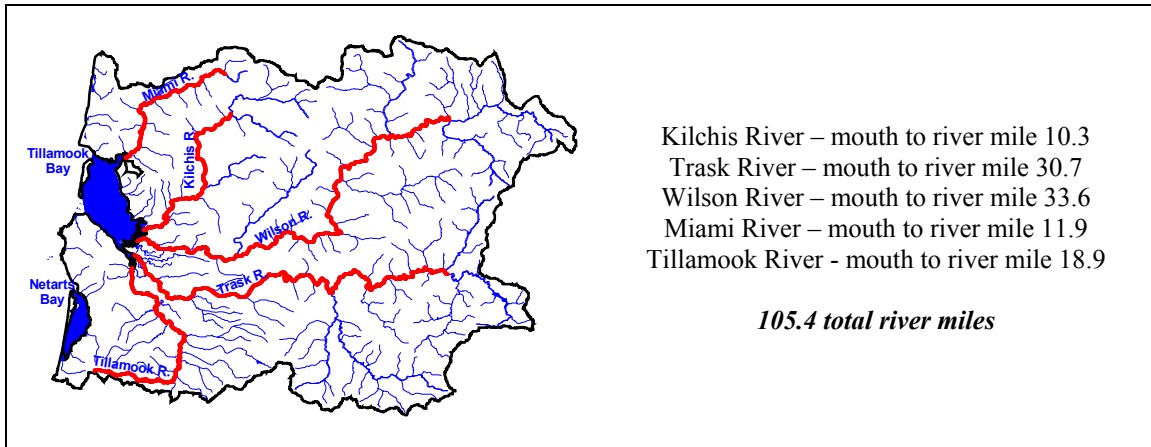 Miami R.
Kilchis R.
Tillamook
Bay
Wilson R.
Trask R.
Netarts
Bay
Tillamook R.
Kilchis River – mouth to river mile 10.3
Trask River – mouth to river mile 30.7
Wilson River – mouth to river mile 33.6
Miami River – mouth to river mile 11.9
Tillamook River - mouth to river mile 18.9
105.4 total river miles